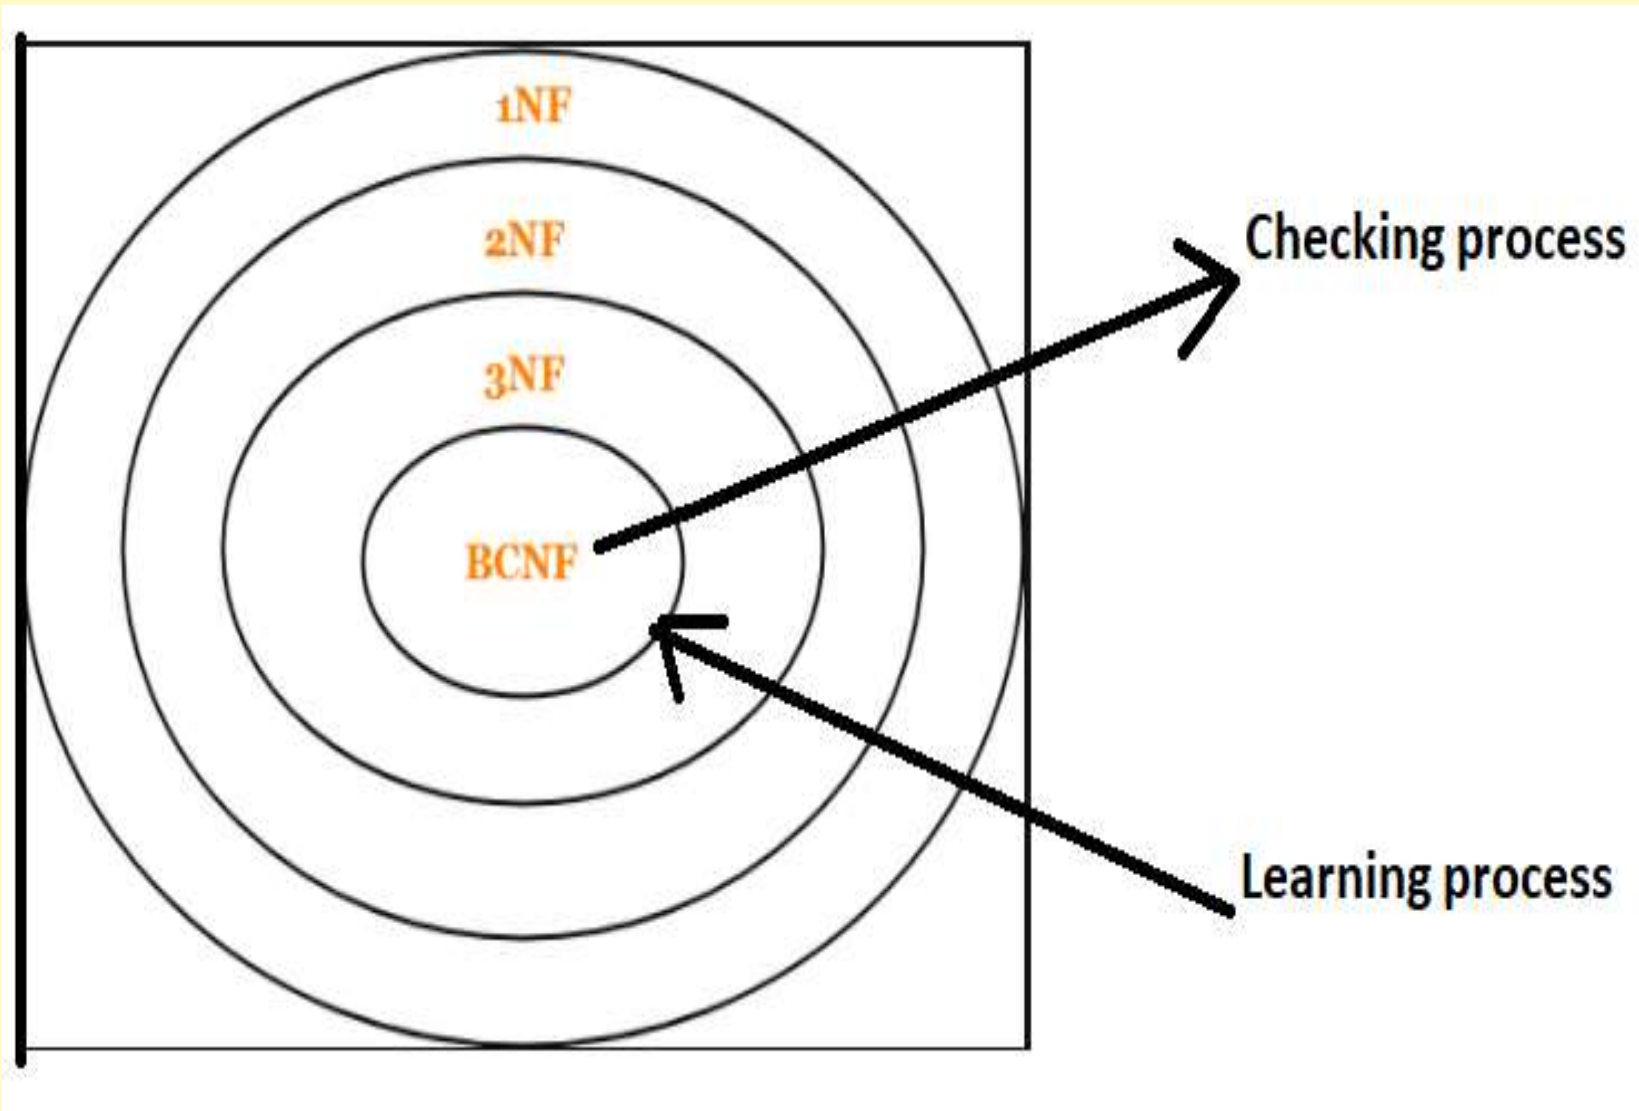 1NF
2NF
Checking process
3NF
BCNF
Learning process